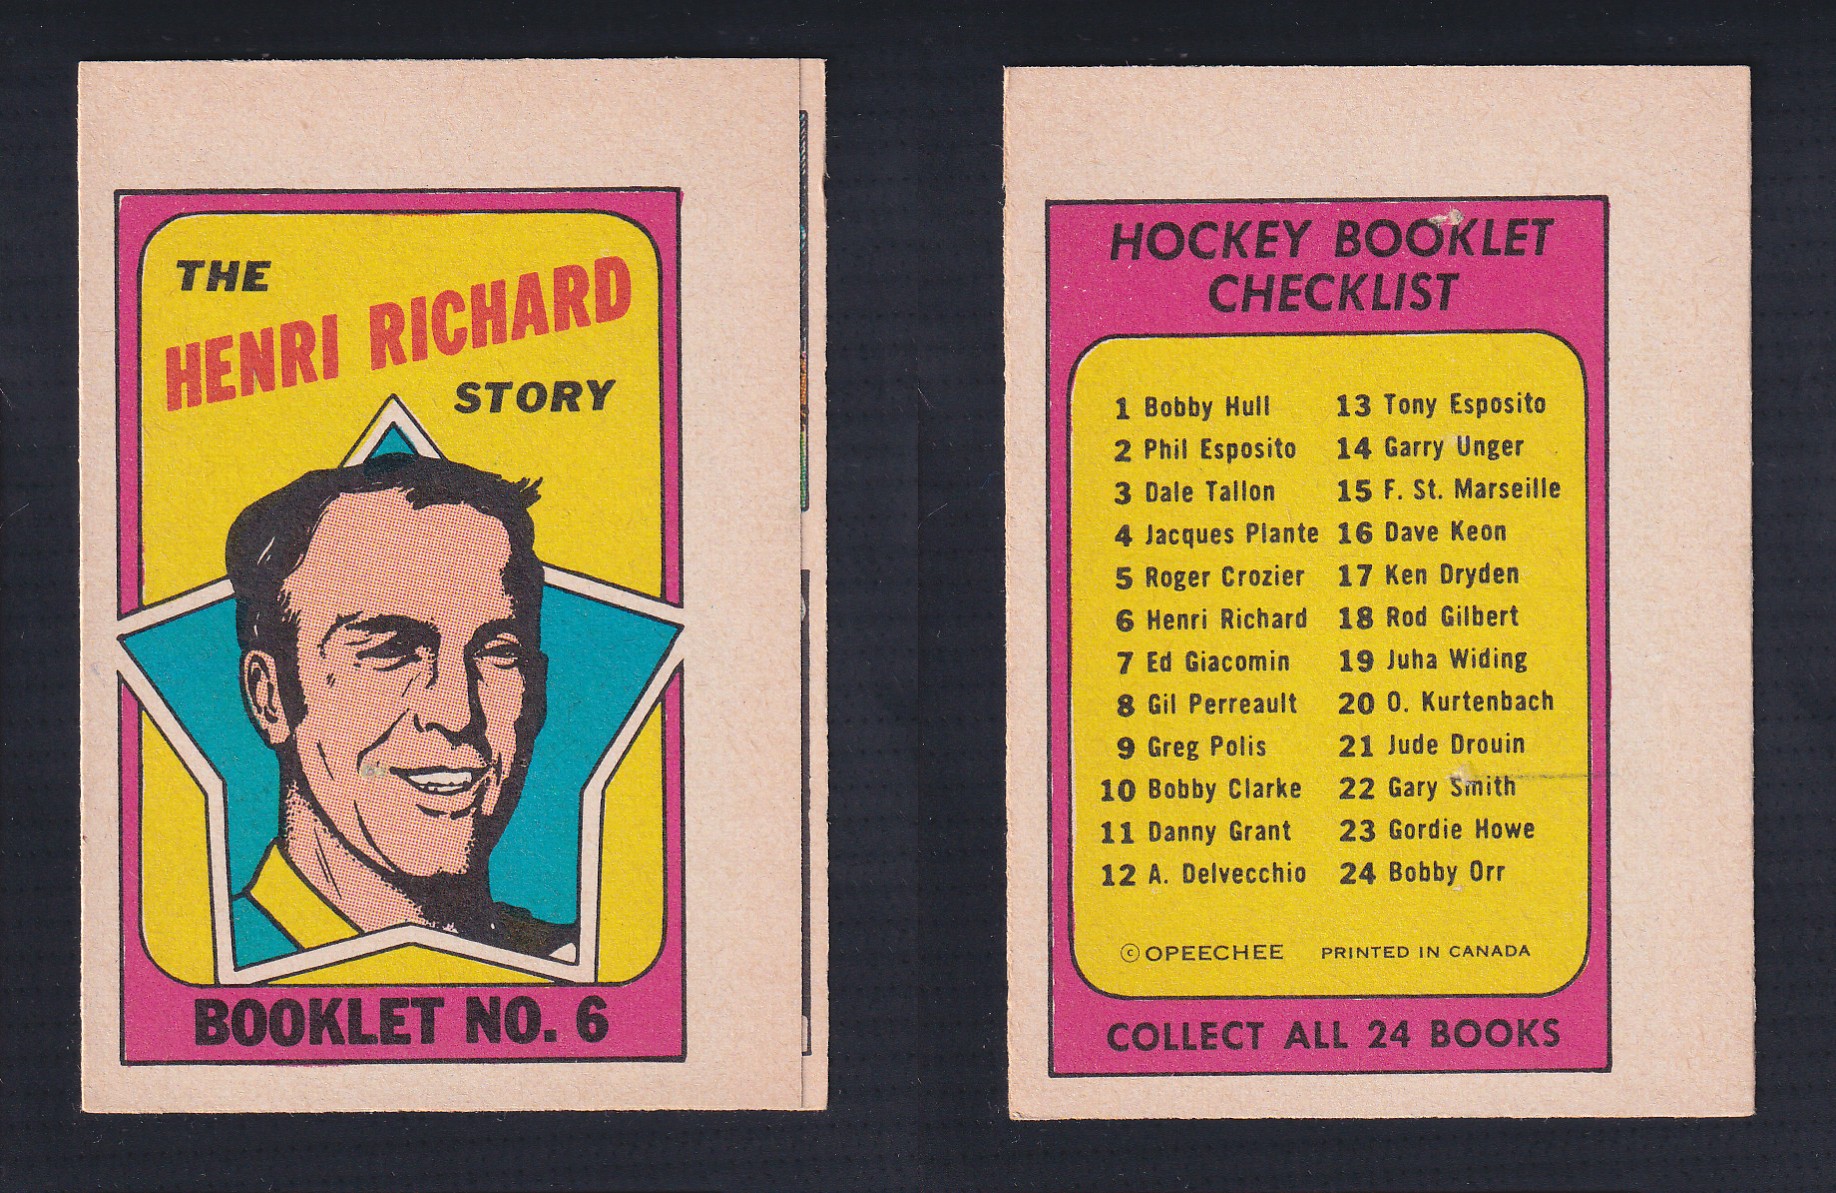 THE
HENRI RICHARD
STORY
BOOKLET NO. 6
HOCKEY BOOKLET
CHECKLIST
1 Bobby Hull
2 Phil Esposito
3 Dale Tallon
4 Jacques Plante
5 Roger Crozier
6 Henri Richard
7 Ed Giacomin
8 Gil Perreault
9 Greg Polis
10 Bobby Clarke
11 Danny Grant
12 A. Delvecchio
13 Tony Esposito
14 Garry Unger
15 F. St. Marseille
16 Dave Keon
17 Ken Dryden
18 Rod Gilbert
19 Juha Widing
20 O. Kurtenbach
21 Jude Drouin
22 Gary Smith
23 Gordie Howe
24 Bobby Orr
© OPEECHEE PRINTED IN CANADA
COLLECT ALL 24 BOOKS